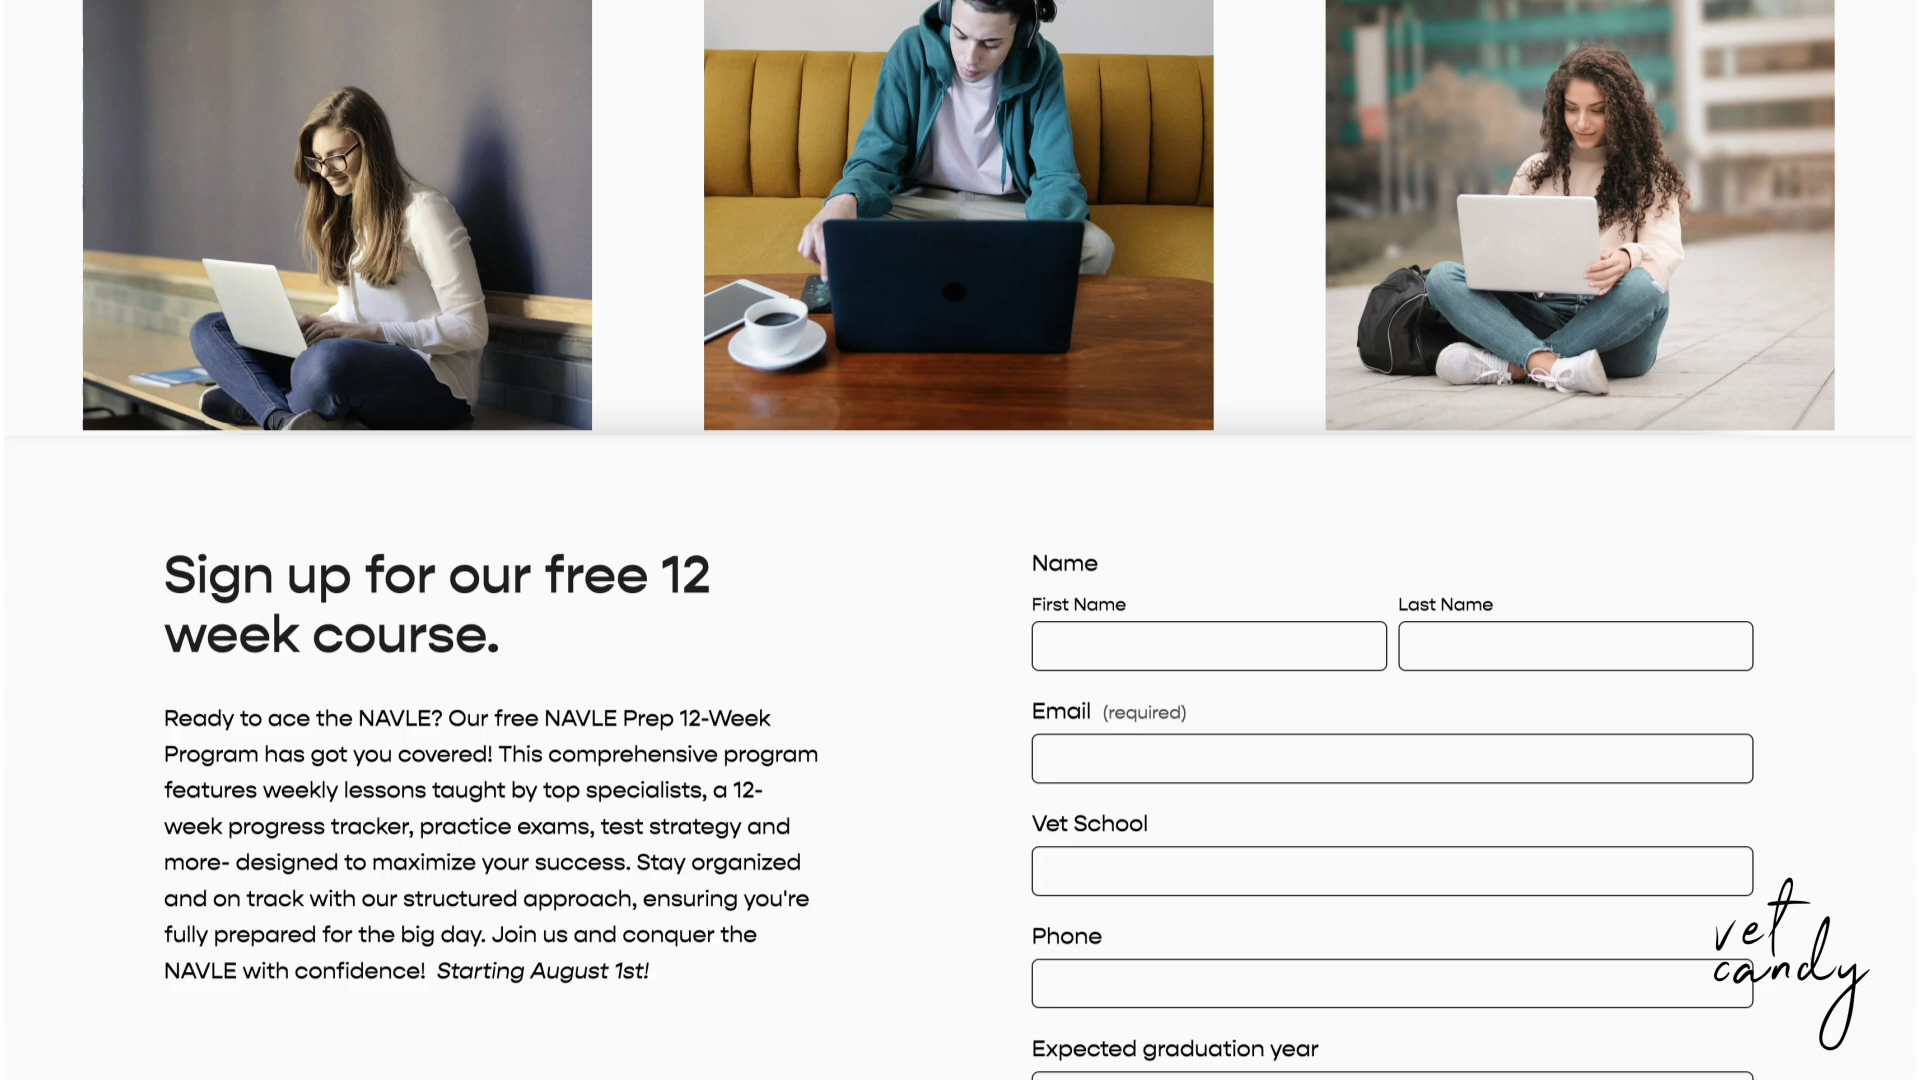 Sign up for our free 12
week course.
Ready to ace the NAVLE? Our free NAVLE Prep 12-Week
Program has got you covered! This comprehensive program
features weekly lessons taught by top specialists, a 12-
week progress tracker, practice exams, test strategy and
more- designed to maximize your success. Stay organized
and on track with our structured approach, ensuring you're
fully prepared for the big day. Join us and conquer the
NAVLE with confidence!  Starting August 1st!
Name
First Name
Last Name
Email (required)
Vet School
Phone
Expected graduation year
vet
candy